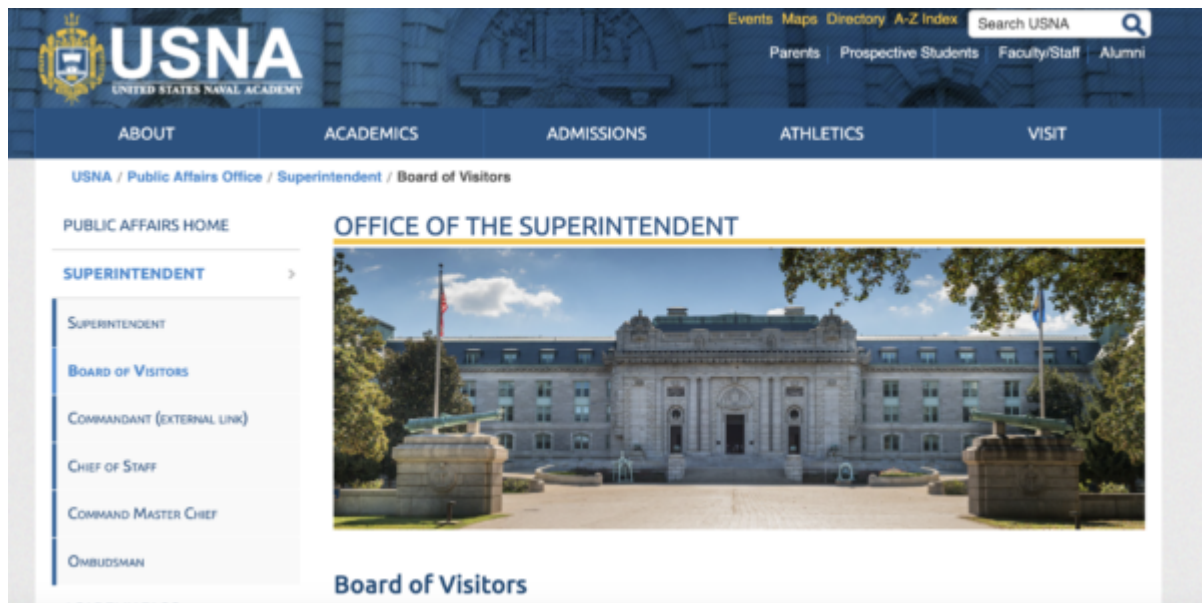 Events Maps Directory A-Z Index Search USNA
USNA
UNITED STATES NAVAL ACADEMY
Parents Prospective Students Faculty/Staff Alumni
ABOUT ACADEMICS ADMISSIONS ATHLETICS VISIT
USNA / Public Affairs Office / Superintendent / Board of Visitors
PUBLIC AFFAIRS HOME
OFFICE OF THE SUPERINTENDENT
SUPERINTENDENT >
SUPERINTENDENT
BOARD OF VISITORS
COMMANDANT (EXTERNAL LINK)
CHIEF OF STAFF
COMMAND MASTER CHIEF
OMBUDSMAN
Board of Visitors